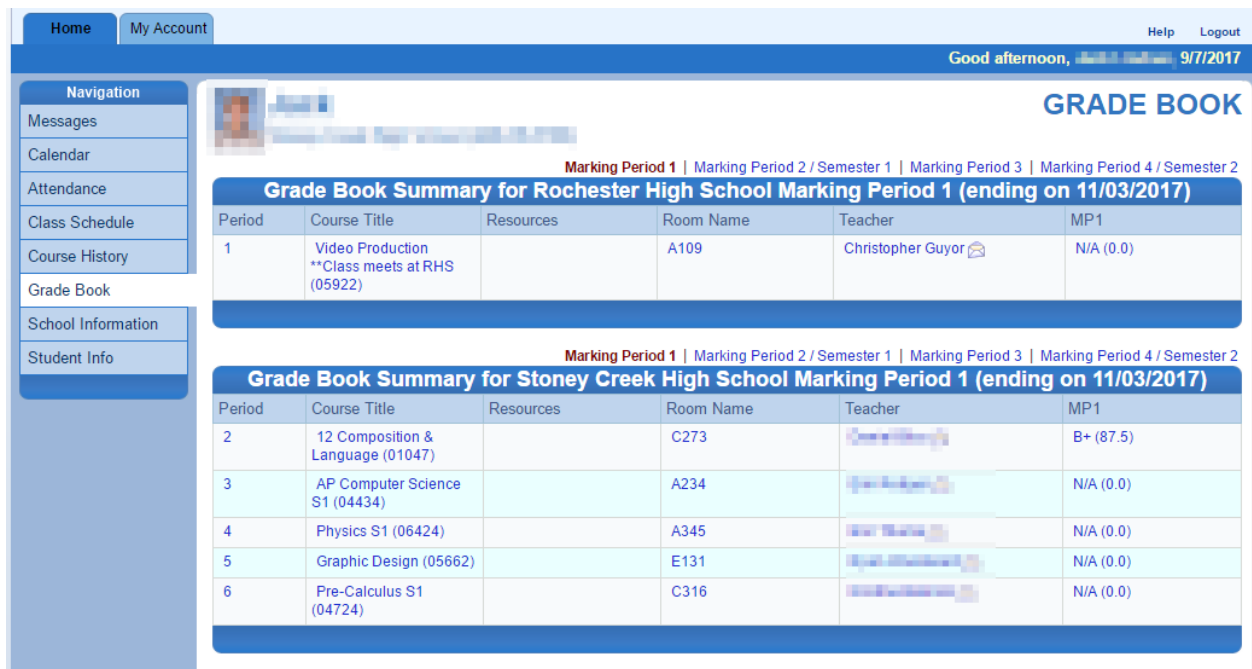 Home My Account
Help Logout
Good afternoon, 9/7/2017
Navigation
Messages
Calendar
Attendance
Class Schedule
Course History
Grade Book
School Information
Student Info
GRADE BOOK
Marking Period 1 | Marking Period 2 / Semester 1 | Marking Period 3 | Marking Period 4 / Semester 2
Grade Book Summary for Rochester High School Marking Period 1 (ending on 11/03/2017)
Period Course Title Resources Room Name Teacher MP1
1 Video Production A109 Christopher Guyor N/A (0.0)
**Class meets at RHS
(05922)
Marking Period 1 | Marking Period 2 / Semester 1 | Marking Period 3 | Marking Period 4 / Semester 2
Grade Book Summary for Stoney Creek High School Marking Period 1 (ending on 11/03/2017)
Period Course Title Resources Room Name Teacher MP1
2 12 Composition & C273 B+ (87.5)
Language (01047)
3 AP Computer Science A234 N/A (0.0)
S1 (04434)
4 Physics S1 (06424) A345 N/A (0.0)
5 Graphic Design (05662) E131 N/A (0.0)
6 Pre-Calculus S1 C316 N/A (0.0)
(04724)